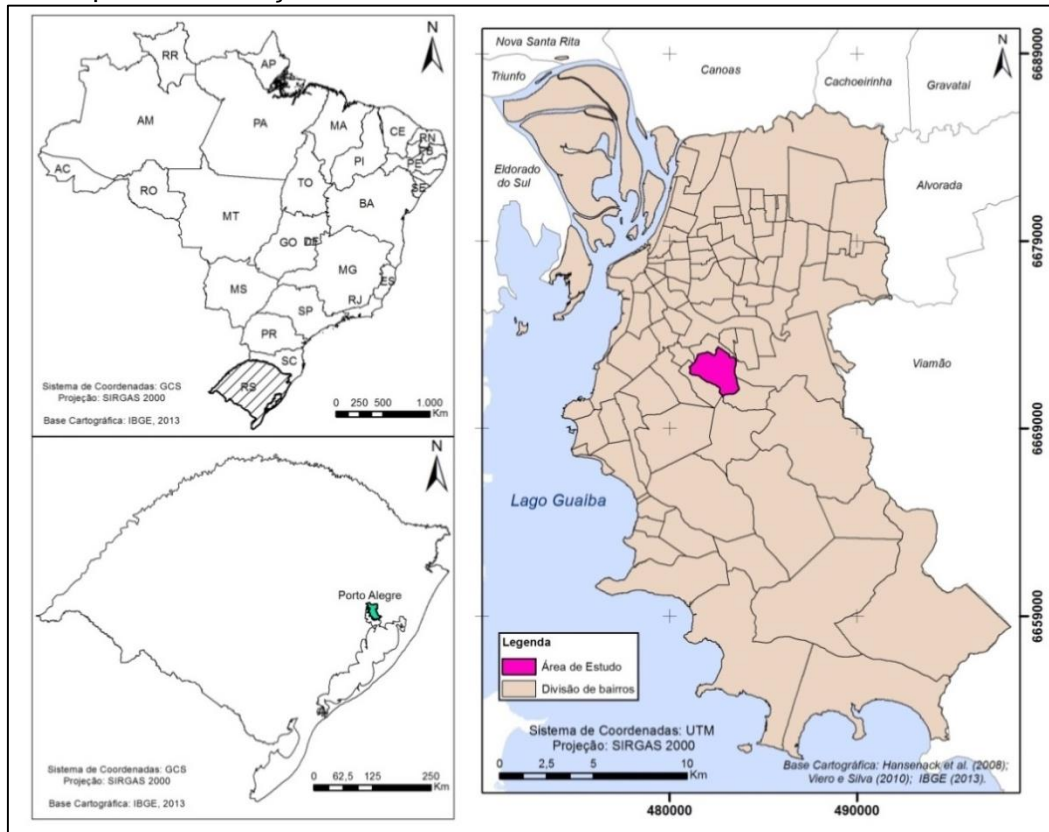 N
RR
AP
AM
PA
MA
CE
RN
PB
PE
SE
PI
AC
RO
TO
BA
MT
GO
DF
MG
ES
MS
RJ
SP
PR
SC
RS
Sistema de Coordenadas: GCS
Projeção: SIRGAS 2000
Base Cartográfica: IBGE, 2013
0 250 500 1.000
Km
N
Porto Alegre
Sistema de Coordenadas: GCS
Projeção: SIRGAS 2000
Base Cartográfica: IBGE, 2013
0 62,5 125 250
Km
Nova Santa Rita
Triunfo
Canoas
Cachoeirinha
Gravataí
N
Eldorado
do Sul
Alvorada
Viamão
Lago Guaíba
6689000
6679000
6669000
6659000
Legenda
Área de Estudo
Divisão de bairros
Sistema de Coordenadas: UTM
Projeção: SIRGAS 2000
0 2,5 5 10
Km
Base Cartográfica: Hansenack et al. (2008);
Viero e Silva (2010); IBGE (2013).
480000
490000